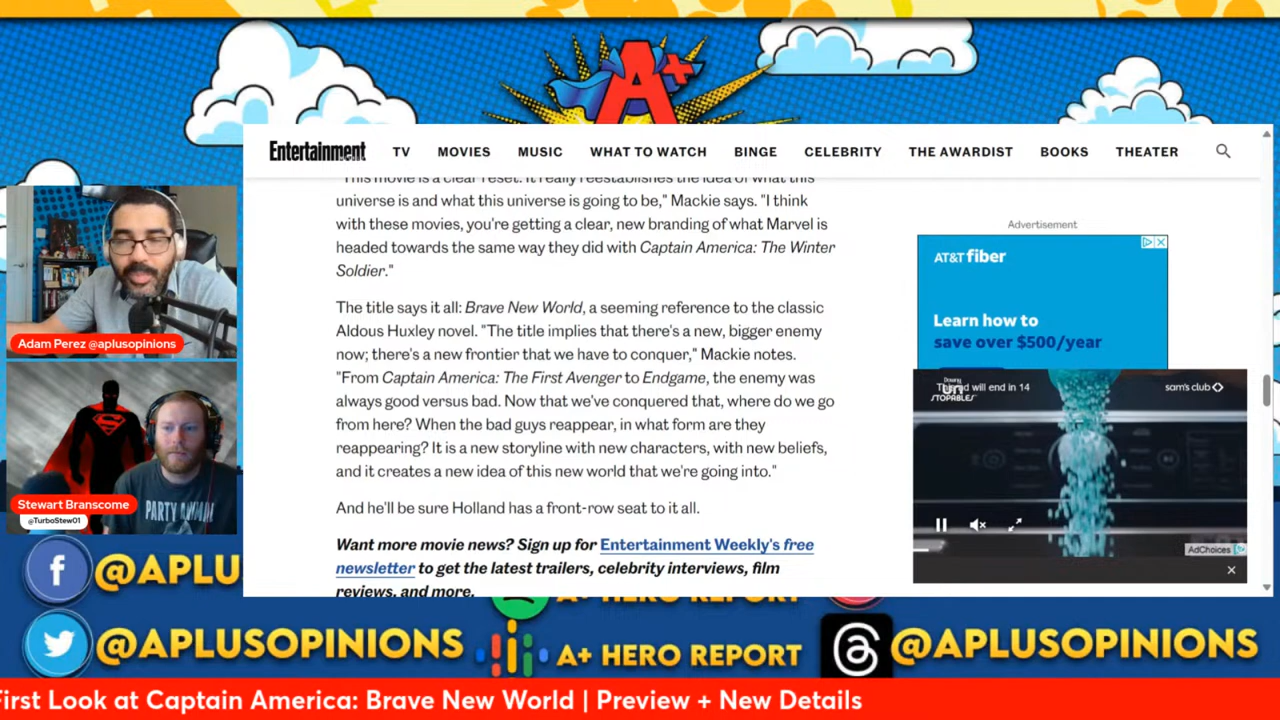 A+
Entertainment
TV
MOVIES
MUSIC
WHAT TO WATCH
BINGE
CELEBRITY
THE AWARDIST
BOOKS
THEATER
"This movie is a clear reset. It really reestablishes the idea of what this
universe is and what this universe is going to be," Mackie says. "I think
with these movies, you're getting a clear, new branding of what Marvel is
headed towards the same way they did with Captain America: The Winter
Soldier."
The title says it all: Brave New World, a seeming reference to the classic
Aldous Huxley novel. "The title implies that there's a new, bigger enemy
now; there's a new frontier that we have to conquer," Mackie notes.
"From Captain America: The First Avenger to Endgame, the enemy was
always good versus bad. Now that we've conquered that, where do we go
from here? When the bad guys reappear, in what form are they
reappearing? It is a new storyline with new characters, with new beliefs,
and it creates a new idea of this new world that we're going into."
And he'll be sure Holland has a front-row seat to it all.
Want more movie news? Sign up for Entertainment Weekly's free
newsletter to get the latest trailers, celebrity interviews, film
reviews, and more.
Advertisement
AT&T fiber
Learn how to
save over $500/year
Downy
UN
STOPABLES
will end in 14
sam's club
AdChoices
Adam Perez @aplusopinions
PARTY
Stewart Branscome
@TurboStew01
@APLU
A+ HERO REPORT
@APLUSOPINIONS
A+ HERO REPORT
@APLUSOPINIONS
First Look at Captain America: Brave New World | Preview + New Details